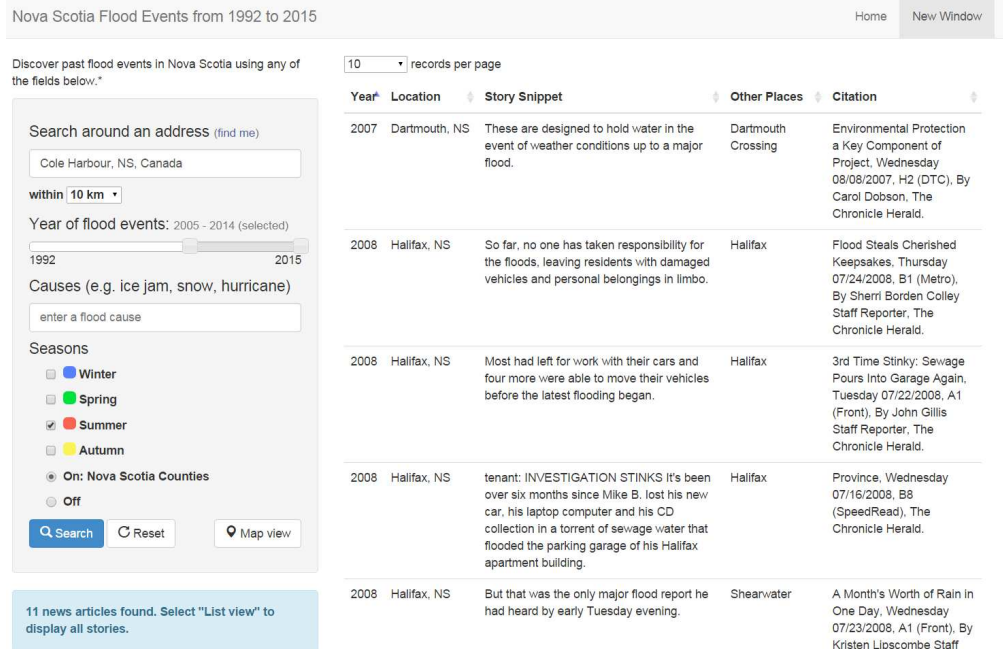 Nova Scotia Flood Events from 1992 to 2015
Home
New Window
Discover past flood events in Nova Scotia using any of
the fields below.*
Search around an address (find me)
Cole Harbour, NS, Canada
within 10 km
Year of flood events: 2005 - 2014 (selected)
1992
2015
Causes (e.g. ice jam, snow, hurricane)
enter a flood cause
Seasons
Winter
Spring
Summer
Autumn
On: Nova Scotia Counties
Off
Search
Reset
Map view
11 news articles found. Select "List view" to
display all stories.
10 records per page
Year Location Story Snippet Other Places Citation
2007 Dartmouth, NS
These are designed to hold water in the
event of weather conditions up to a major
flood.
Dartmouth
Crossing
Environmental Protection
a Key Component of
Project, Wednesday
08/08/2007, H2 (DTC), By
Carol Dobson, The
Chronicle Herald.
2008 Halifax, NS
So far, no one has taken responsibility for
the floods, leaving residents with damaged
vehicles and personal belongings in limbo.
Halifax
Flood Steals Cherished
Keepsakes, Thursday
07/24/2008, B1 (Metro),
By Sherri Borden Colley
Staff Reporter, The
Chronicle Herald.
2008 Halifax, NS
Most had left for work with their cars and
four more were able to move their vehicles
before the latest flooding began.
Halifax
3rd Time Stinky: Sewage
Pours Into Garage Again,
Tuesday 07/22/2008, A1
(Front), By John Gillis
Staff Reporter, The
Chronicle Herald.
2008 Halifax, NS
tenant: INVESTIGATION STINKS It's been
over six months since Mike B. lost his new
car, his laptop computer and his CD
collection in a torrent of sewage water that
flooded the parking garage of his Halifax
apartment building.
Halifax
Province, Wednesday
07/16/2008, B8
(SpeedRead), The
Chronicle Herald.
2008 Halifax, NS
But that was the only major flood report he
had heard by early Tuesday evening.
Shearwater
A Month's Worth of Rain in
One Day, Wednesday
07/23/2008, A1 (Front), By
Kristen Lipscombe Staff